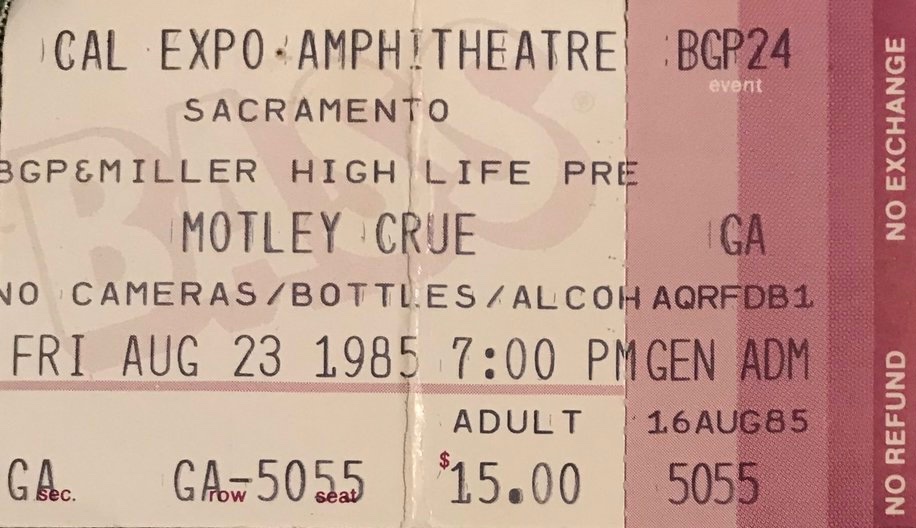 CAL EXPO AMPHITHEATRE BGP24
event
SACRAMENTO
BGP&MILLER HIGH LIFE PRE
MOTLEY CRUE GA
NO CAMERAS/BOTTLES/ALCOH AQRFDB1
FRI AUG 23 1985 7:00 PM GEN ADM
ADULT 16AUG85
GA GA-5055 $15.00 5055
sec. row seat
BASS®
NO EXCHANGE
NO REFUND